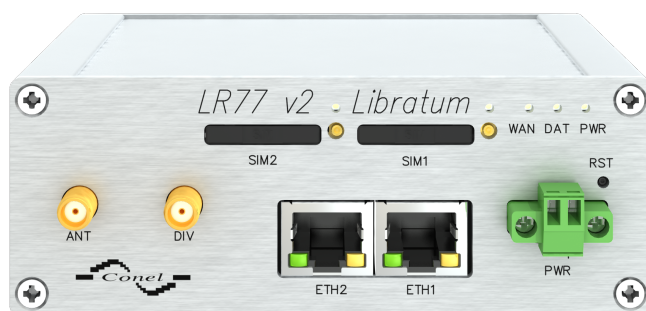 LR77 v2 Libratum
WAN DAT PWR
SIM2 SIM1
RST
ANT DIV
PWR
Conel
ETH2 ETH1